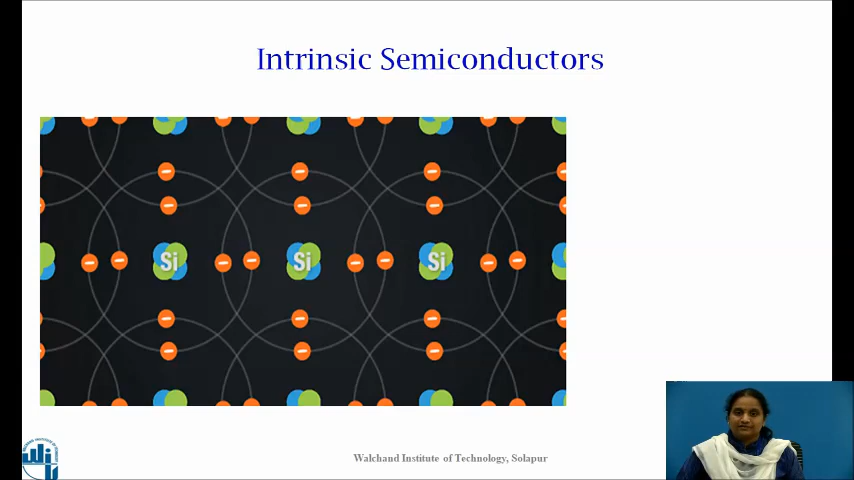 Intrinsic Semiconductors
Si Si Si
Walchand Institute of Technology, Solapur